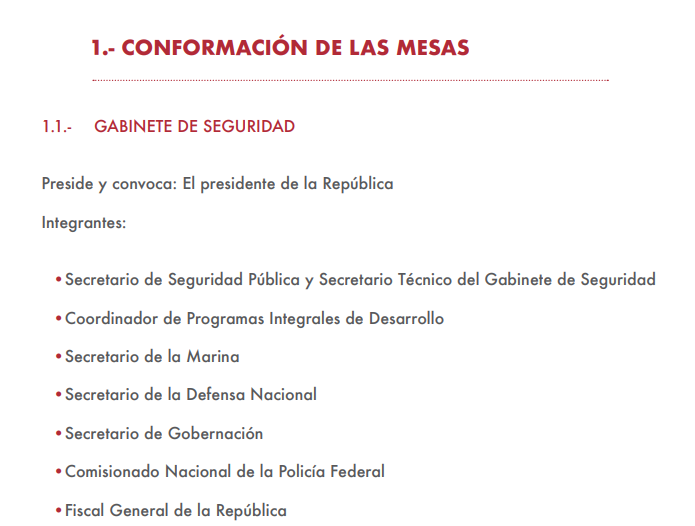 1.- CONFORMACIÓN DE LAS MESAS
1.1.- GABINETE DE SEGURIDAD
Preside y convoca: El presidente de la República
Integrantes:
•Secretario de Seguridad Pública y Secretario Técnico del Gabinete de Seguridad
•Coordinador de Programas Integrales de Desarrollo
•Secretario de la Marina
•Secretario de la Defensa Nacional
•Secretario de Gobernación
•Comisionado Nacional de la Policía Federal
•Fiscal General de la República